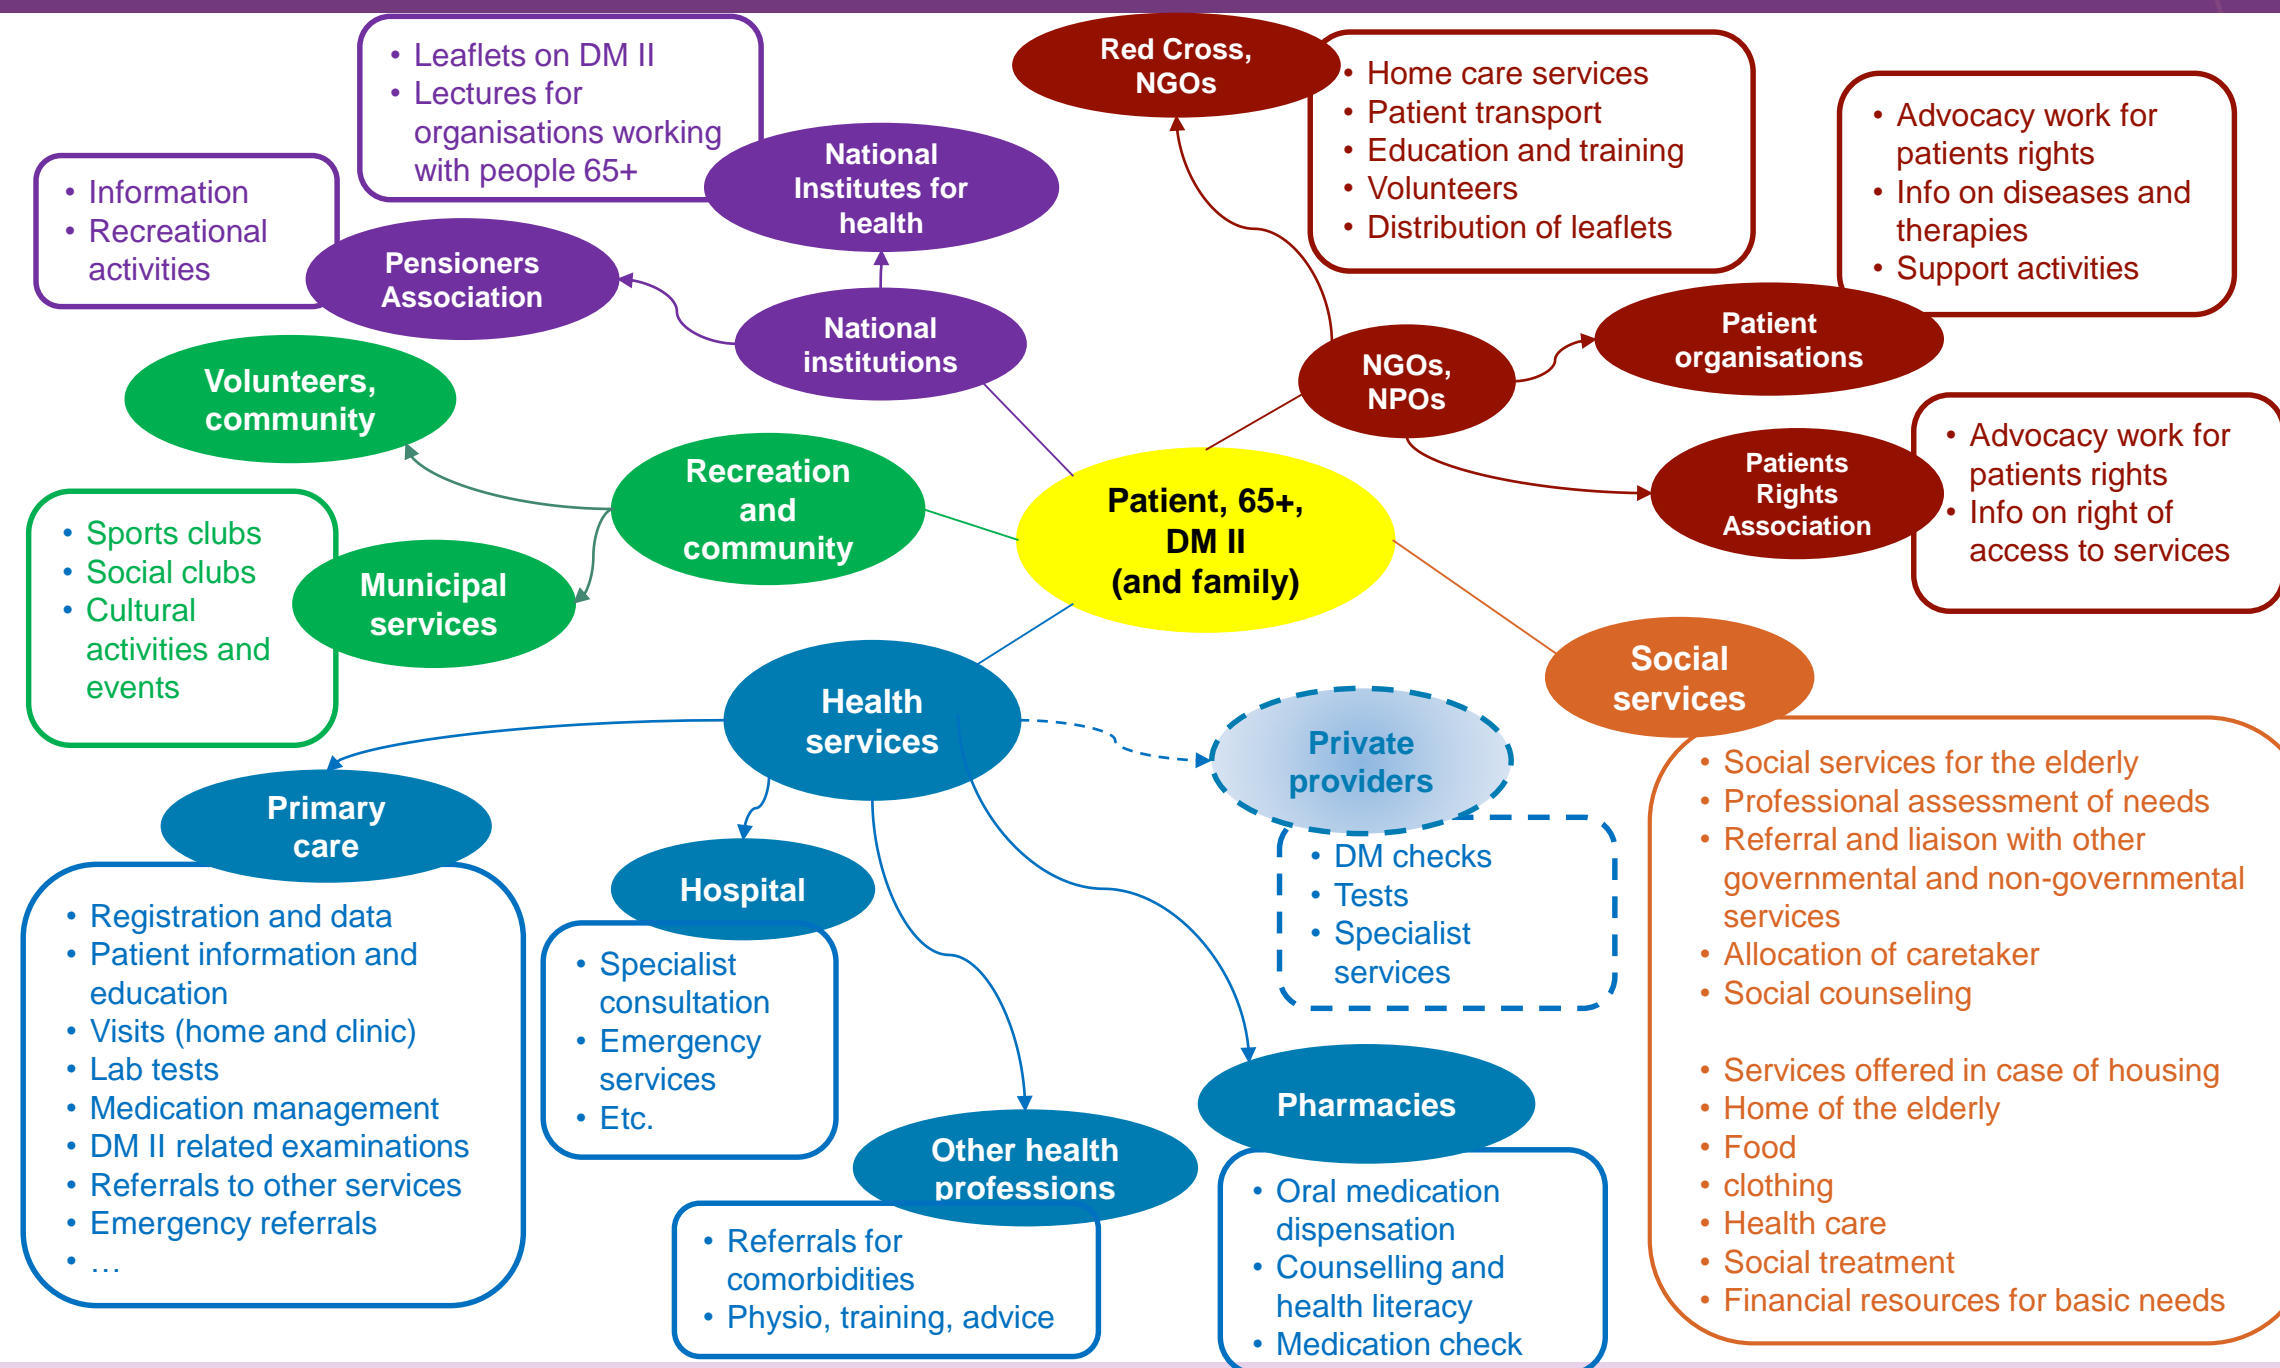 • Leaflets on DM II
• Lectures for
organisations working
with people 65+
National
Institutes for
health
• Information
• Recreational
activities
Pensioners
Association
National
institutions
Red Cross,
NGOs
• Home care services
• Patient transport
• Education and training
• Volunteers
• Distribution of leaflets
• Advocacy work for
patients rights
• Info on diseases and
therapies
• Support activities
Patient
organisations
NGOs,
NPOs
Patients
Rights
Association
• Advocacy work for
patients rights
• Info on right of
access to services
Volunteers,
community
Recreation
and
community
• Sports clubs
• Social clubs
• Cultural
activities and
events
Municipal
services
Patient, 65+,
DM II
(and family)
Social
services
• Social services for the elderly
• Professional assessment of needs
• Referral and liaison with other
governmental and non-governmental
services
• Allocation of caretaker
• Social counseling
• Services offered in case of housing
• Home of the elderly
• Food
• clothing
• Health care
• Social treatment
• Financial resources for basic needs
Health
services
Private
providers
• DM checks
• Tests
• Specialist
services
Primary
care
• Registration and data
• Patient information and
education
• Visits (home and clinic)
• Lab tests
• Medication management
• DM II related examinations
• Referrals to other services
• Emergency referrals
• …
Hospital
• Specialist
consultation
• Emergency
services
• Etc.
Other health
professions
• Referrals for
comorbidities
• Physio, training, advice
Pharmacies
• Oral medication
dispensation
• Counselling and
health literacy
• Medication check